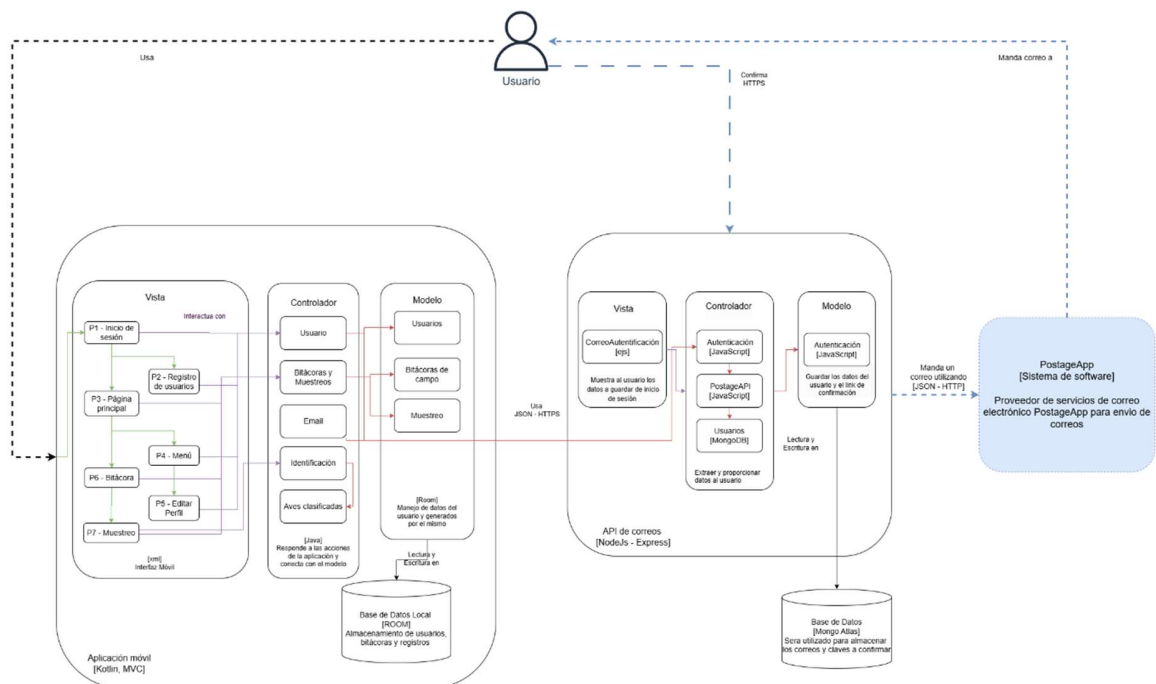 Usuario
Usa
Confirma
HTTPS
Manda correo a
Vista
P1 - Inicio de
sesión
P2 - Registro
de usuarios
P3 - Página
principal
P4 - Menú
P6 - Bitácora
P5 - Editar
Perfil
P7 - Muestreo
[xml]
Interfaz Móvil
Interactua con
Controlador
Usuario
Bitácoras y
Muestreos
Email
Identificación
Aves clasificadas
[Java]
Responde a las acciones
de la aplicación y
conecta con el modelo
Modelo
Usuarios
Bitácoras de
campo
Muestreo
[Room]
Manejo de datos del
usuario y generados
por el mismo
Lectura y
Escritura en
Base de Datos Local
[ROOM]
Almacenamiento de usuarios,
bitácoras y registros
Aplicación móvil
[Kotlin, MVC]
Usa
JSON - HTTPS
Vista
CorreoAutentificación
[ejs]
Muestra al usuario los
datos a guardar de inicio
de sesión
Controlador
Autenticación
[JavaScript]
PostageAPI
[JavaScript]
Usuarios
[MongoDB]
Extraer y proporcionar
datos al usuario
Modelo
Autenticación
[JavaScript]
Guardar los datos del
usuario y el link de
confirmación
Lectura y
Escritura en
API de correos
[NodeJs - Express]
Base de Datos
[Mongo Atlas]
Sera utilizado para almacenar
los correos y claves a confirmar
Manda un
correo utilizando
[JSON - HTTP]
PostageApp
[Sistema de software]
Proveedor de servicios de correo
electrónico PostageApp para envio de
correos